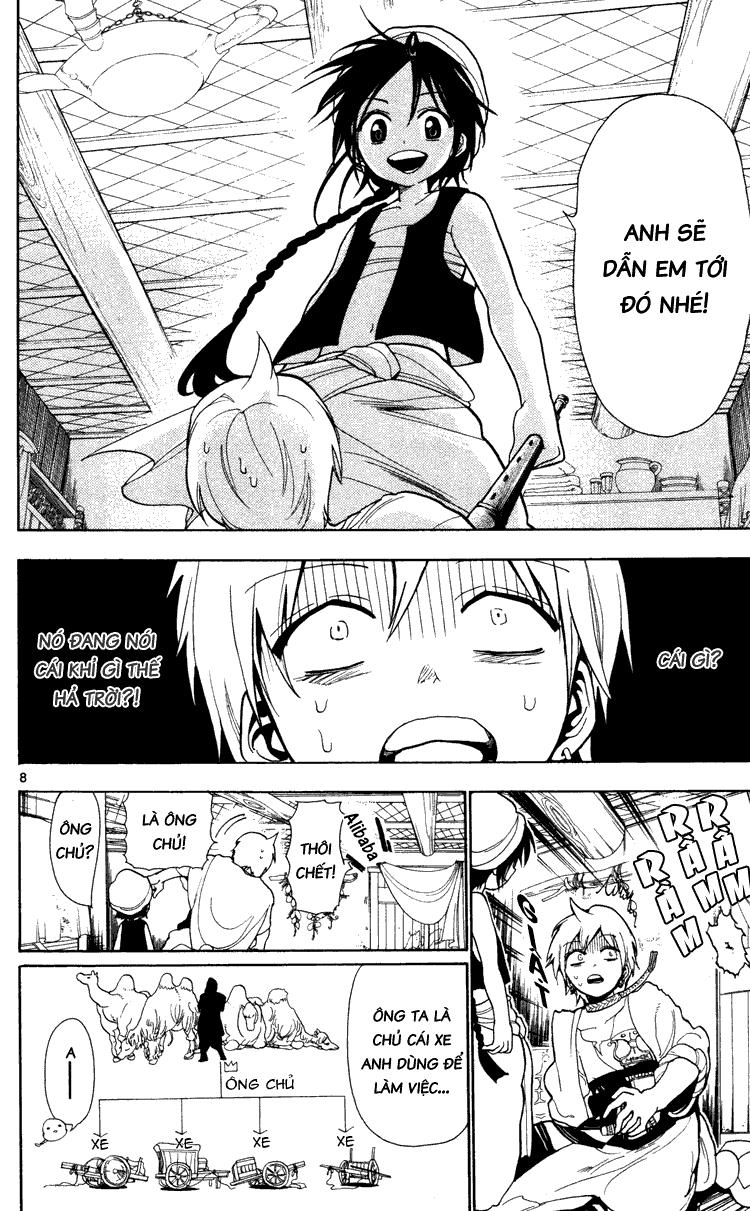 ANH SẼ
DẪN EM TỚI
ĐÓ NHÉ!
NÓ ĐANG NÓI
CÁI KHỈ GÌ THẾ
HẢ TRỜI?!
CÁI GÌ?
8
ÔNG
CHỦ?
LÀ ÔNG
CHỦ!
THÔI
CHẾT!
Alibaba
RẦM
RẦM
RẦM
GIẬT
ÔNG TA LÀ
CHỦ CÁI XE
ANH DÙNG ĐỂ
LÀM VIỆC...
A
ÔNG CHỦ
XE XE XE XE